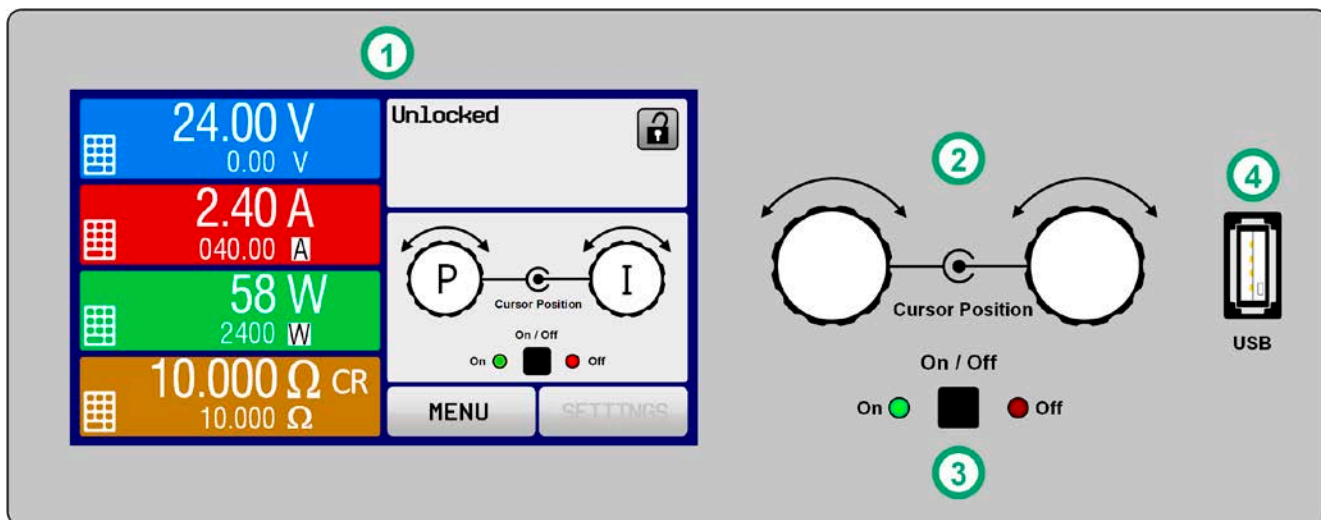 1
24.00 V
0.00 V
2.40 A
040.00 A
58 W
2400 W
10.000 Ω CR
10.000 Ω
Unlocked
P
I
Cursor Position
On / Off
On
Off
MENU
SETTINGS
2
Cursor Position
On / Off
On
Off
3
4
USB